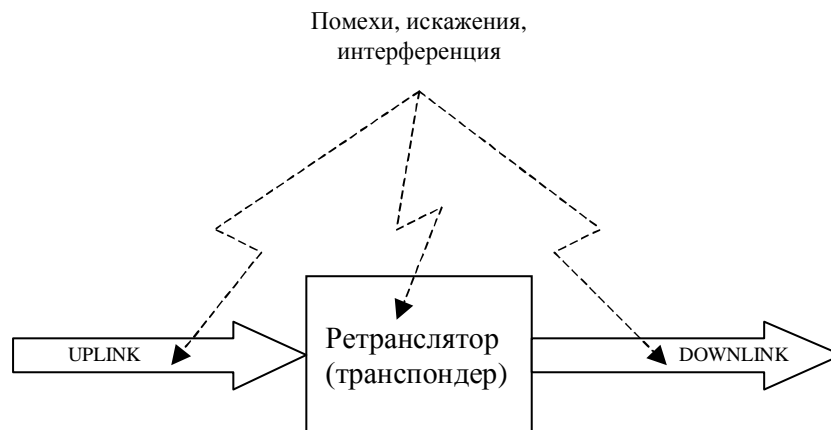 Помехи, искажения,
интерференция
UPLINK
Ретранслятор
(транспондер)
DOWNLINK